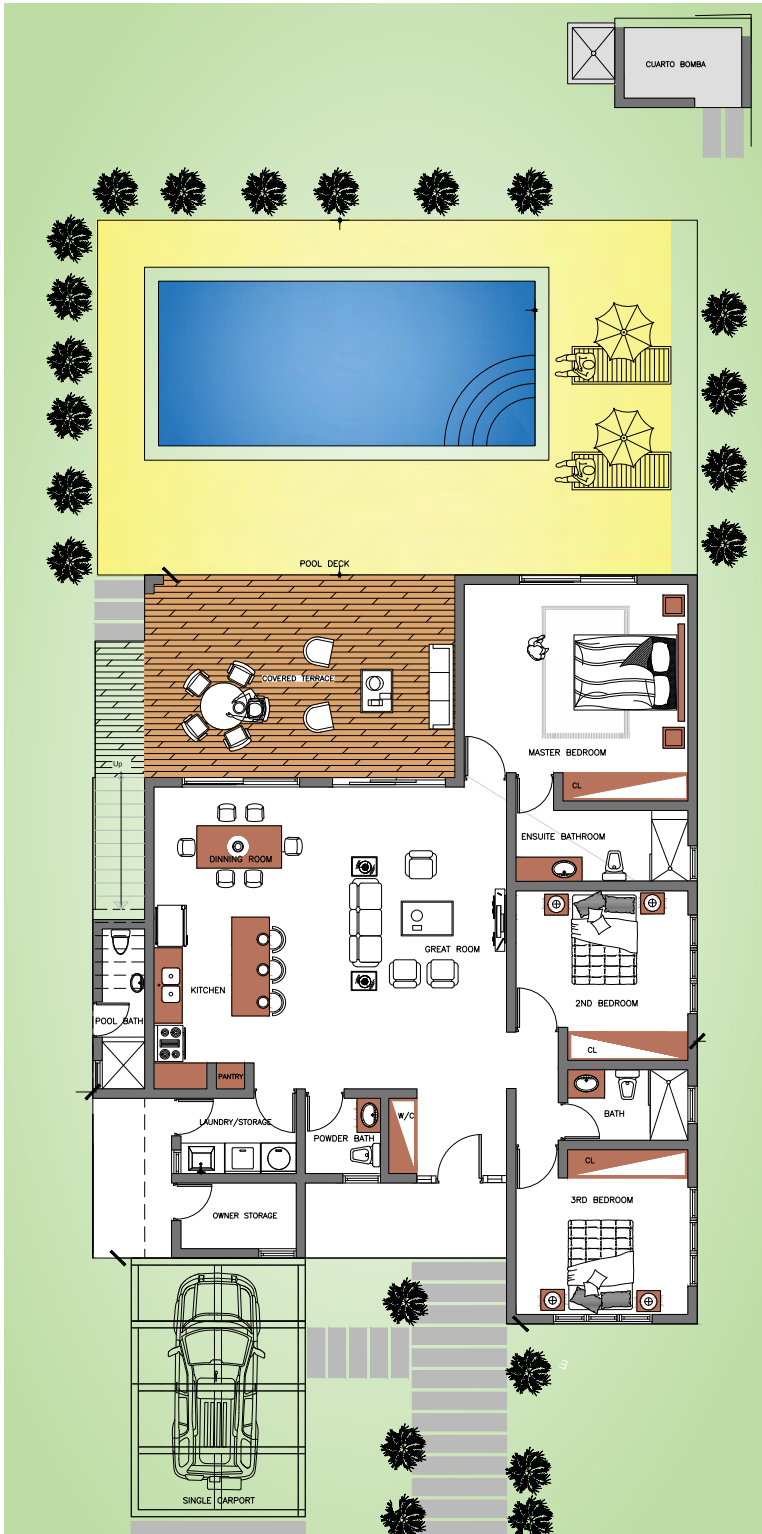 CUARTO BOMBA
POOL DECK
COVERED TERRACE
MASTER BEDROOM
Up
CL
ENSUITE BATHROOM
DINNING ROOM
GREAT ROOM
KITCHEN
2ND BEDROOM
POOL BATH
CL
PANTRY
W/C
BATH
LAUNDRY/STORAGE
POWDER BATH
CL
3RD BEDROOM
OWNER STORAGE
SINGLE CARPORT